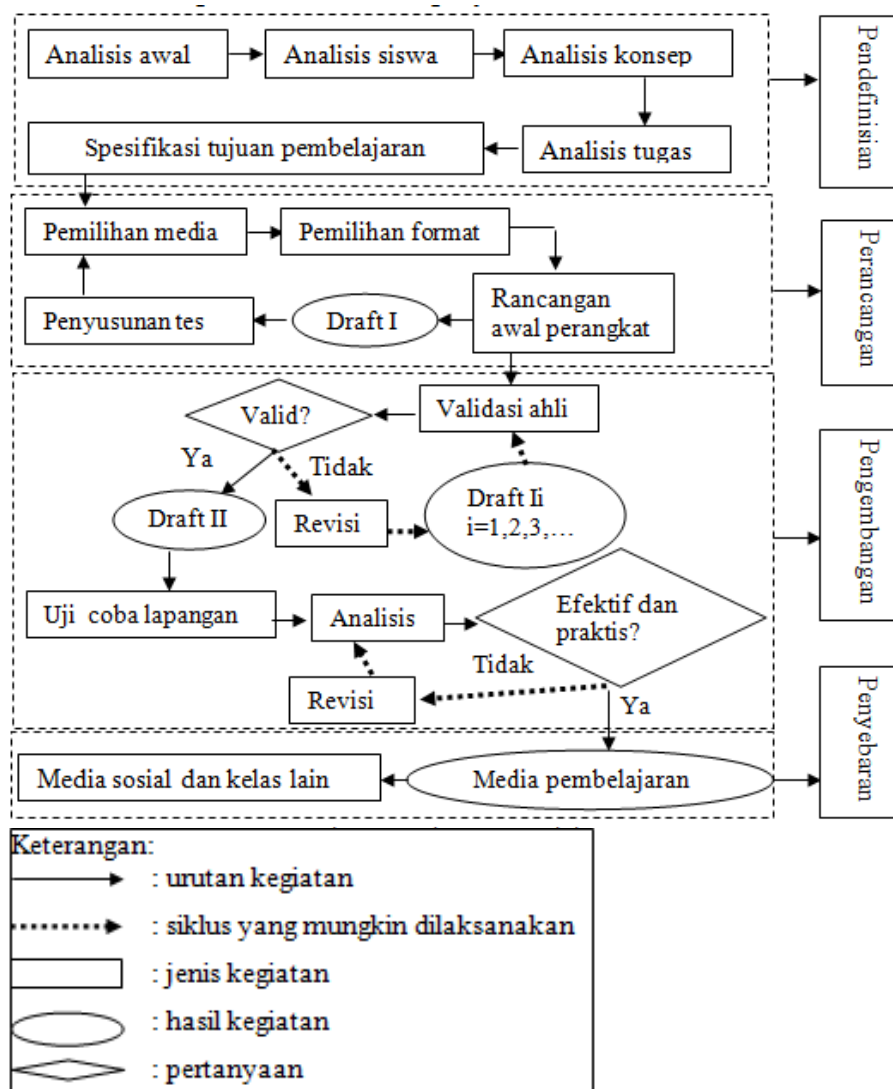 Analisis awal
Analisis siswa
Analisis konsep
Spesifikasi tujuan pembelajaran
Analisis tugas
Pendefinisian
Pemilihan media
Pemilihan format
Penyusunan tes
Draft I
Rancangan
awal perangkat
Perancangan
Valid?
Validasi ahli
Ya
Tidak
Draft II
Revisi
Draft Ii
i=1,2,3,…
Uji coba lapangan
Analisis
Efektif dan
praktis?
Tidak
Revisi
Ya
Pengembangan
Media sosial dan kelas lain
Media pembelajaran
Penyebaran
Keterangan:
: urutan kegiatan
: siklus yang mungkin dilaksanakan
: jenis kegiatan
: hasil kegiatan
: pertanyaan